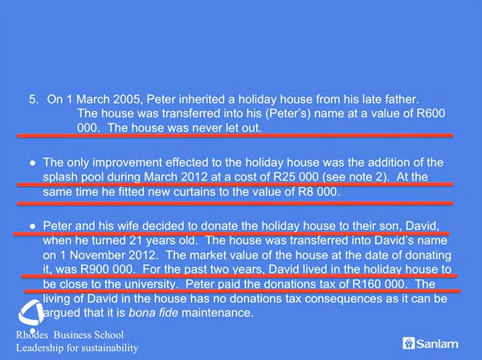 5. On 1 March 2005, Peter inherited a holiday house from his late father.
The house was transferred into his (Peter's) name at a value of R600
000. The house was never let out.
● The only improvement effected to the holiday house was the addition of the
splash pool during March 2012 at a cost of R25 000 (see note 2). At the
same time he fitted new curtains to the value of R8 000.
● Peter and his wife decided to donate the holiday house to their son, David,
when he turned 21 years old. The house was transferred into David's name
on 1 November 2012. The market value of the house at the date of donating
it, was R900 000. For the past two years, David lived in the holiday house to
be close to the university. Peter paid the donations tax of R160 000. The
living of David in the house has no donations tax consequences as it can be
argued that it is bona fide maintenance.
Rhodes Business School
Leadership for sustainability
Sanlam